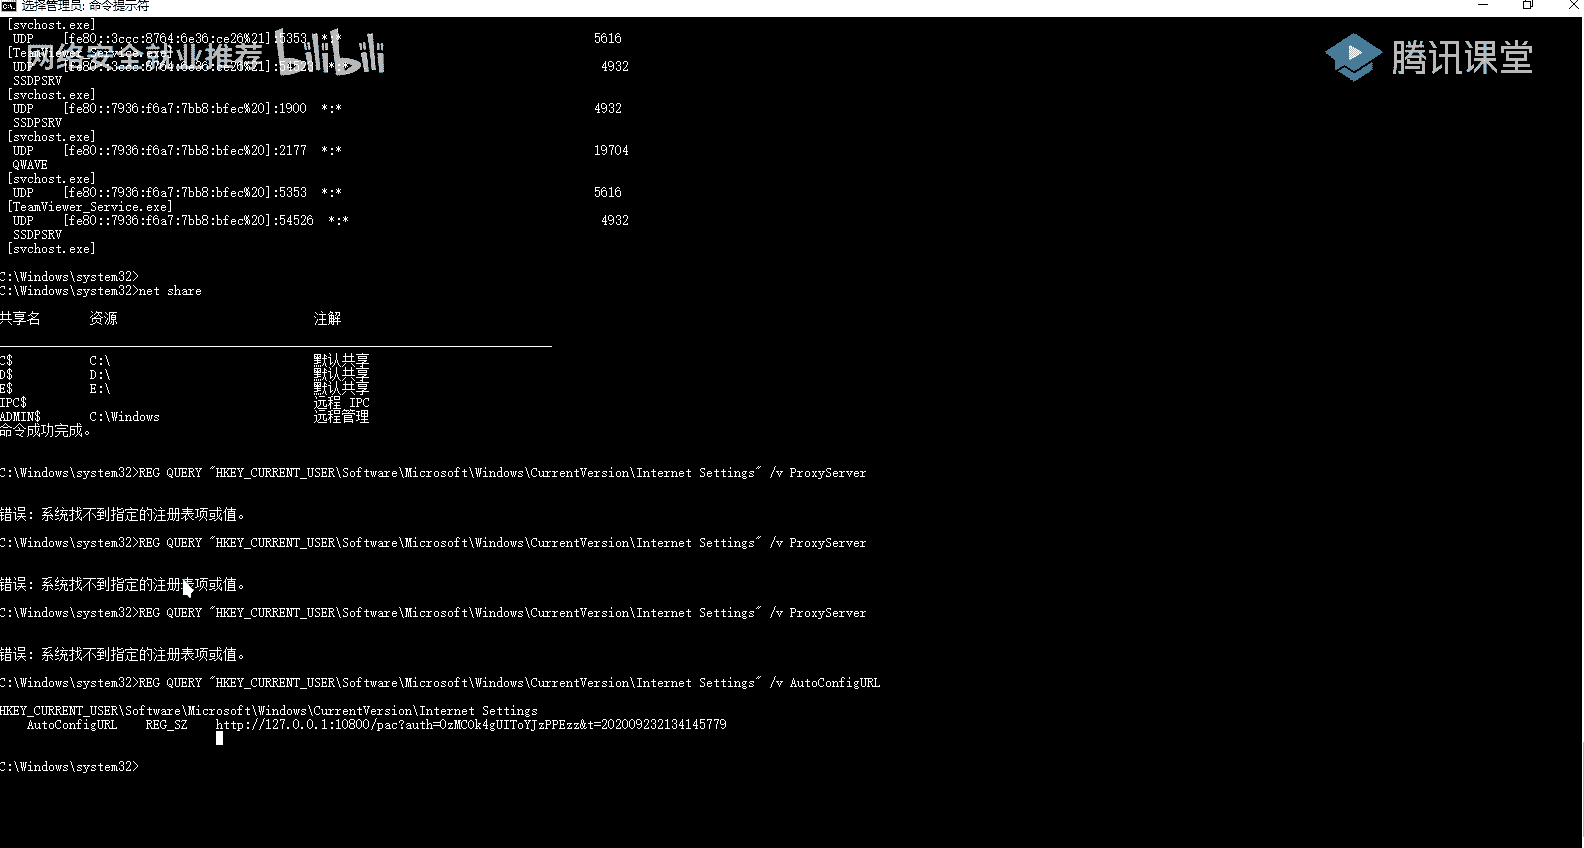 选择管理员: 命令提示符
[svchost.exe]
UDP [fe80::3ccc:8764:6e36:ce26%21]:5353 *:* 5616
[TeamViewer_Service.exe]
网络安全就业推荐 bilibili
腾讯课堂
UDP [fe80::3ccc:8764:6e36:ce26%21]:54525 *:* 4932
SSDPSRV
[svchost.exe]
UDP [fe80::7936:f6a7:7bb8:bfec%20]:1900 *:* 4932
SSDPSRV
[svchost.exe]
UDP [fe80::7936:f6a7:7bb8:bfec%20]:2177 *:* 19704
QWAVE
[svchost.exe]
UDP [fe80::7936:f6a7:7bb8:bfec%20]:5353 *:* 5616
[TeamViewer_Service.exe]
UDP [fe80::7936:f6a7:7bb8:bfec%20]:54526 *:* 4932
SSDPSRV
[svchost.exe]
C:\Windows\system32>
C:\Windows\system32>net share
共享名 资源 注解
C$ C:\ 默认共享
D$ D:\ 默认共享
E$ E:\ 默认共享
IPC$ 远程 IPC
ADMIN$ C:\Windows 远程管理
命令成功完成。
C:\Windows\system32>REG QUERY "HKEY_CURRENT_USER\Software\Microsoft\Windows\CurrentVersion\Internet Settings" /v ProxyServer
错误: 系统找不到指定的注册表项或值。
C:\Windows\system32>REG QUERY "HKEY_CURRENT_USER\Software\Microsoft\Windows\CurrentVersion\Internet Settings" /v ProxyServer
错误: 系统找不到指定的注册表项或值。
C:\Windows\system32>REG QUERY "HKEY_CURRENT_USER\Software\Microsoft\Windows\CurrentVersion\Internet Settings" /v ProxyServer
错误: 系统找不到指定的注册表项或值。
C:\Windows\system32>REG QUERY "HKEY_CURRENT_USER\Software\Microsoft\Windows\CurrentVersion\Internet Settings" /v AutoConfigURL
HKEY_CURRENT_USER\Software\Microsoft\Windows\CurrentVersion\Internet Settings
AutoConfigURL REG_SZ http://127.0.0.1:10800/pac?auth=OzMCOk4gUIToYJzPPEzz&t=202009232134145779
C:\Windows\system32>